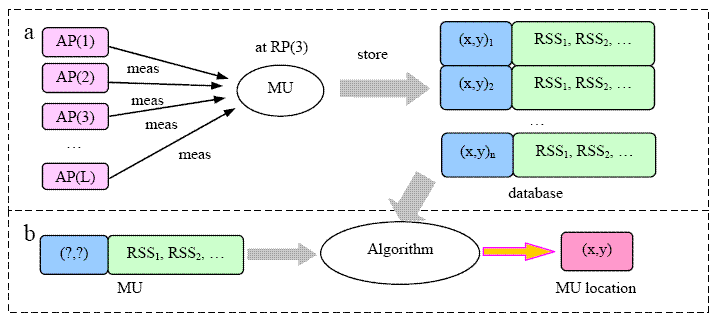 a
AP(1)
AP(2)
AP(3)
…
AP(L)
meas
meas
meas
meas
at RP(3)
MU
store
(x,y)₁ RSS₁, RSS₂, …
(x,y)₂ RSS₁, RSS₂, …
…
(x,y)ₙ RSS₁, RSS₂, …
database
b
(?,?) RSS₁, RSS₂, …
MU
Algorithm
(x,y)
MU location